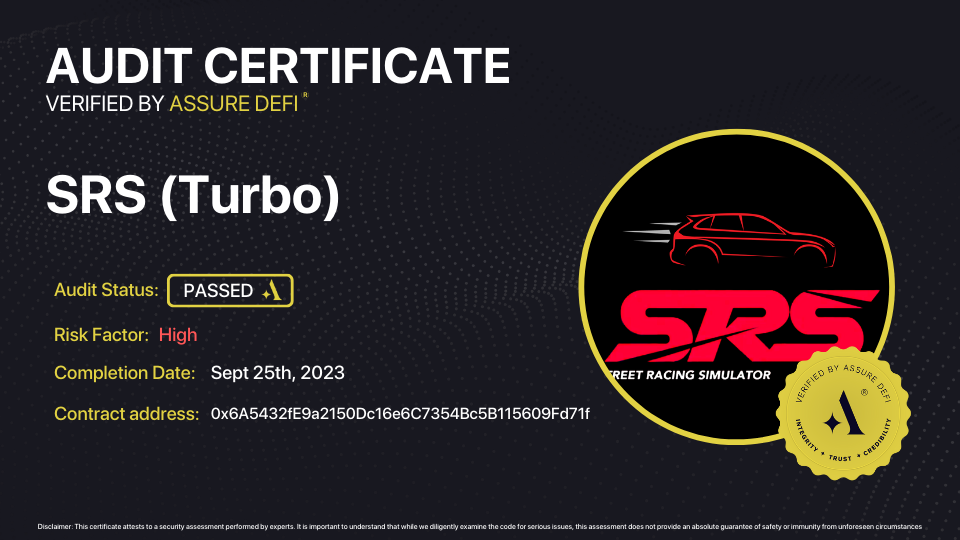 AUDIT CERTIFICATE
VERIFIED BY ASSURE DEFI ®
SRS (Turbo)
Audit Status: PASSED
Risk Factor: High
Completion Date: Sept 25th, 2023
Contract address: 0x6A5432fE9a2150Dc16e6C7354Bc5B115609Fd71f
SRS
TREET RACING SIMULATOR
VERIFIED BY ASSURE DEFI
®
INTEGRITY ✦ TRUST ✦ CREDIBILITY
Disclaimer: This certificate attests to a security assessment performed by experts. It is important to understand that while we diligently examine the code for serious issues, this assessment does not provide an absolute guarantee of safety or immunity from unforeseen circumstances